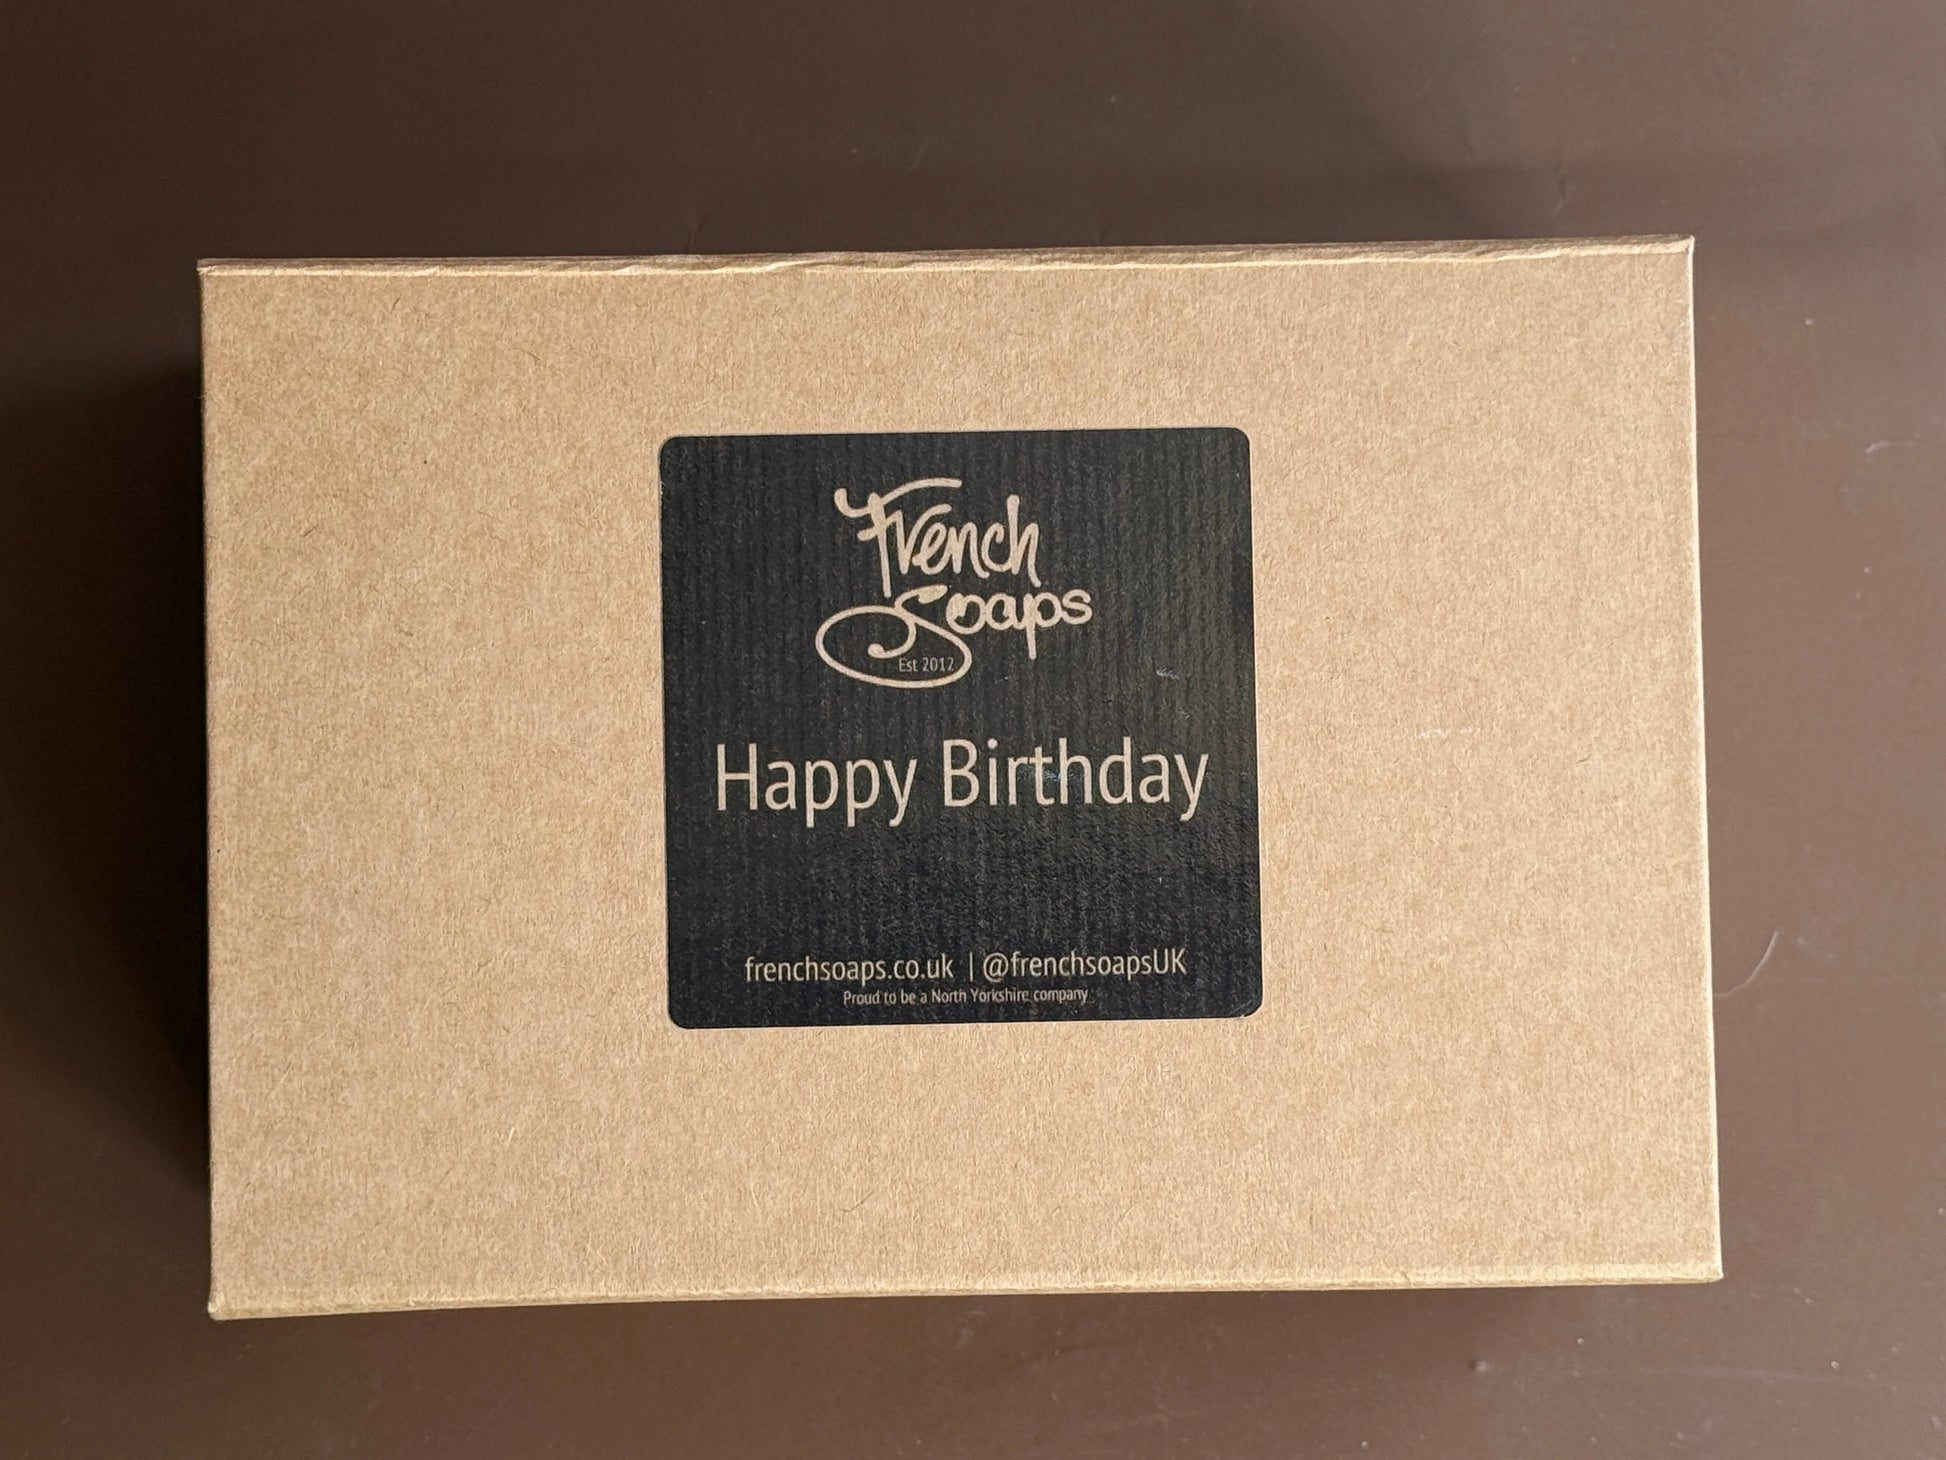 French
Soaps
Est 2012
Happy Birthday
frenchsoaps.co.uk | @frenchsoapsUK
Proud to be a North Yorkshire company